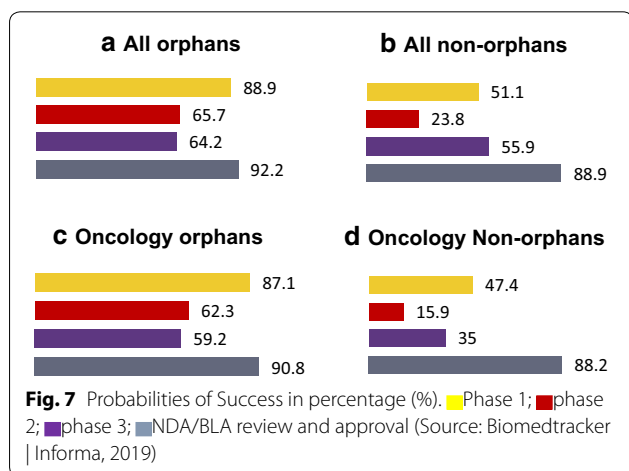 a All orphans
88.9
65.7
64.2
92.2
b All non-orphans
51.1
23.8
55.9
88.9
c Oncology orphans
87.1
62.3
59.2
90.8
d Oncology Non-orphans
47.4
15.9
35
88.2
Fig. 7 Probabilities of Success in percentage (%). Phase 1; phase
2; phase 3; NDA/BLA review and approval (Source: Biomedtracker
| Informa, 2019)